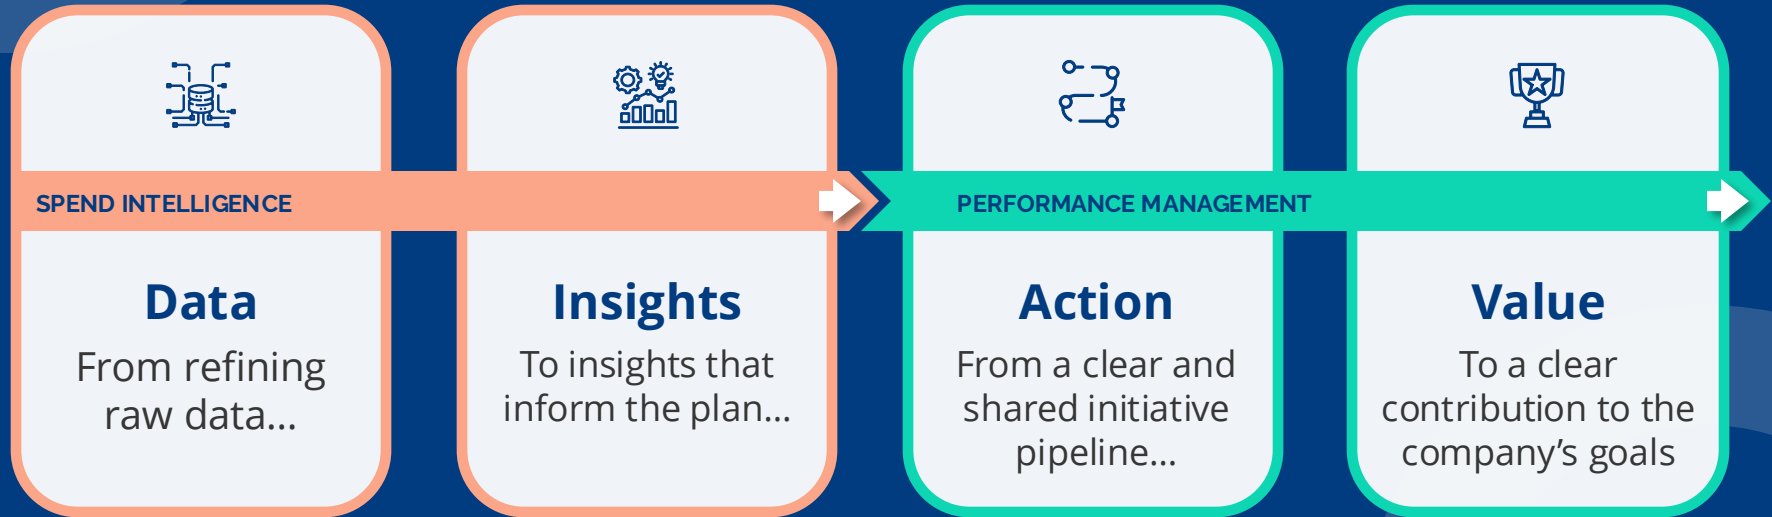 SPEND INTELLIGENCE
PERFORMANCE MANAGEMENT
Data
From refining
raw data...
Insights
To insights that
inform the plan...
Action
From a clear and
shared initiative
pipeline...
Value
To a clear
contribution to the
company’s goals